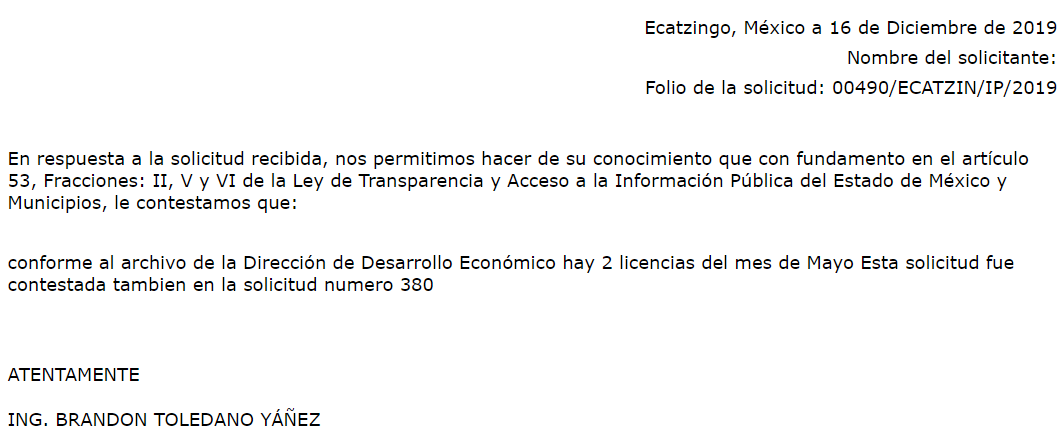 Ecatzingo, México a 16 de Diciembre de 2019
Nombre del solicitante:
Folio de la solicitud: 00490/ECATZIN/IP/2019
En respuesta a la solicitud recibida, nos permitimos hacer de su conocimiento que con fundamento en el artículo
53, Fracciones: II, V y VI de la Ley de Transparencia y Acceso a la Información Pública del Estado de México y
Municipios, le contestamos que:
conforme al archivo de la Dirección de Desarrollo Económico hay 2 licencias del mes de Mayo Esta solicitud fue
contestada tambien en la solicitud numero 380
ATENTAMENTE
ING. BRANDON TOLEDANO YÁÑEZ